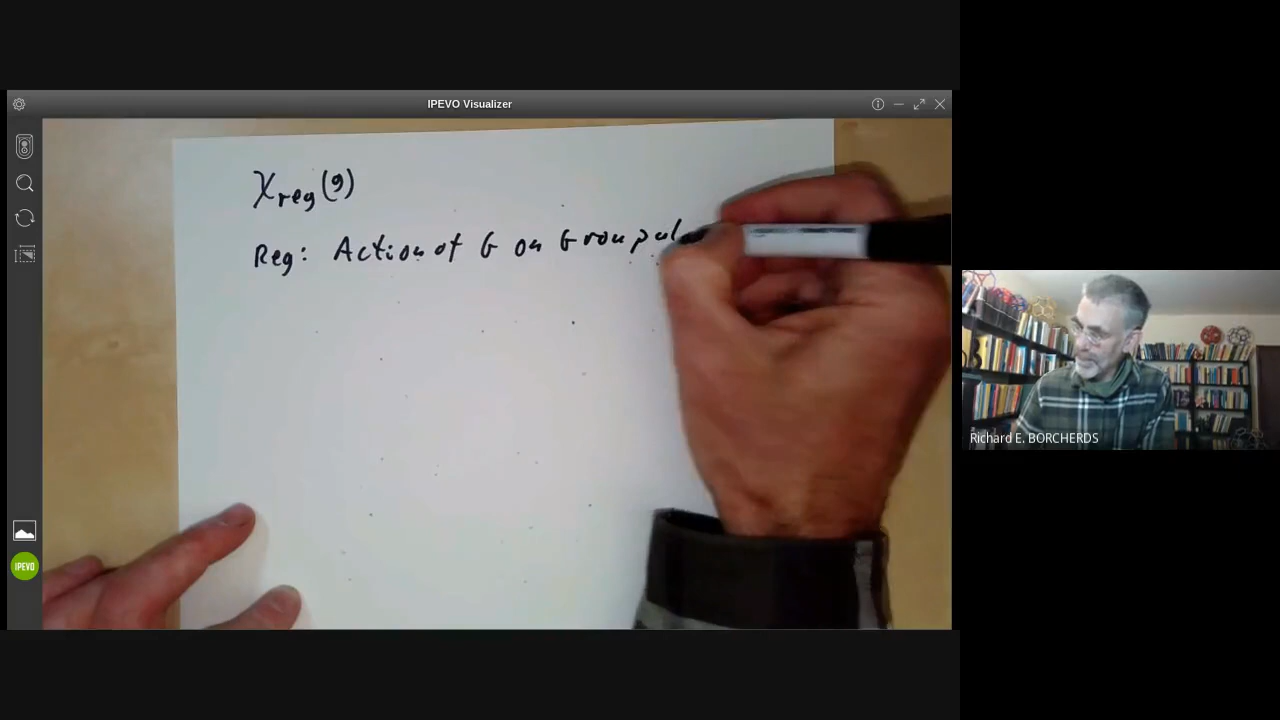 IPEVO Visualizer
χreg(g)
Reg: Action of G on Group
IPEVO
Richard E. BORCHERDS